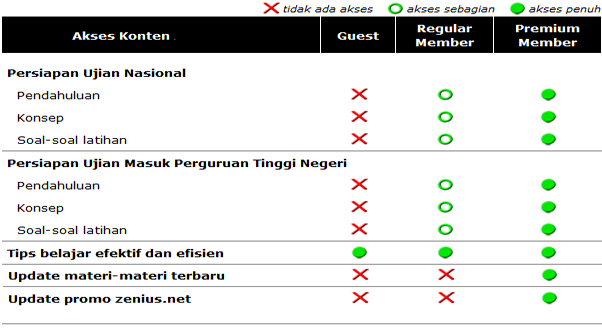 tidak ada akses akses sebagian akses penuh
Akses Konten Guest Regular Member Premium Member
Persiapan Ujian Nasional
Pendahuluan
Konsep
Soal-soal latihan
Persiapan Ujian Masuk Perguruan Tinggi Negeri
Pendahuluan
Konsep
Soal-soal latihan
Tips belajar efektif dan efisien
Update materi-materi terbaru
Update promo zenius.net